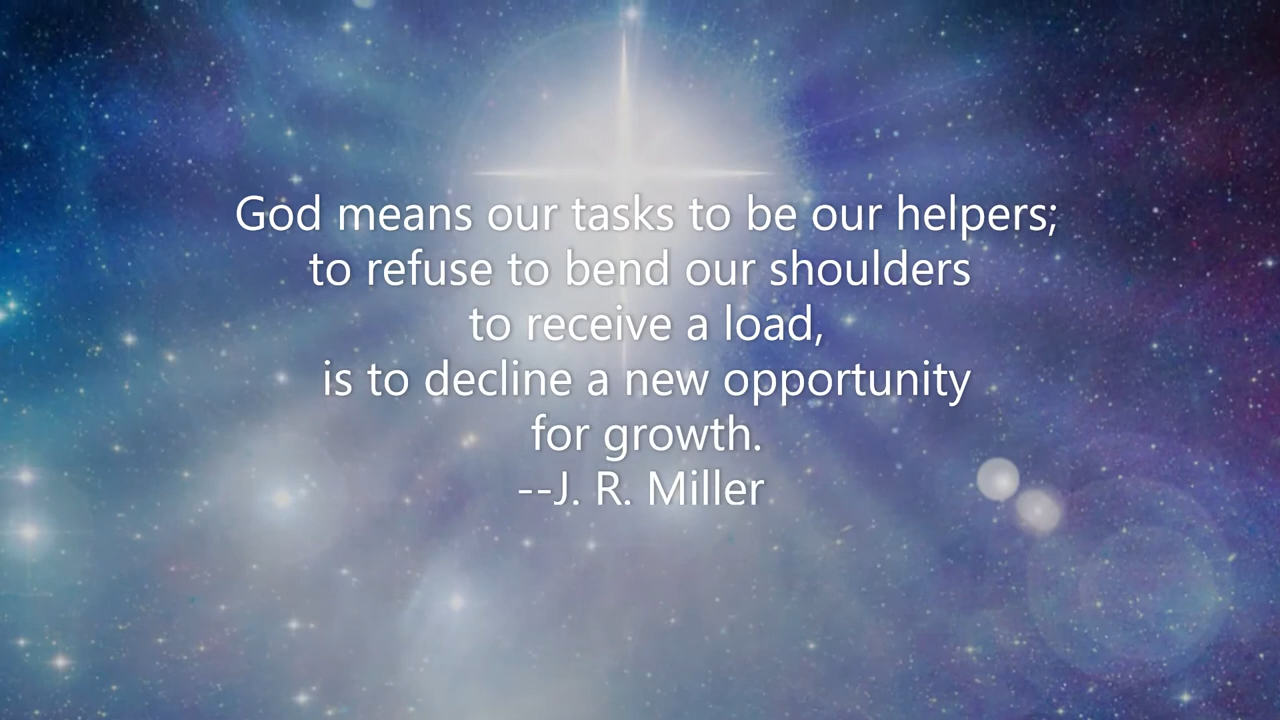 God means our tasks to be our helpers;
to refuse to bend our shoulders
to receive a load,
is to decline a new opportunity
for growth.
--J. R. Miller